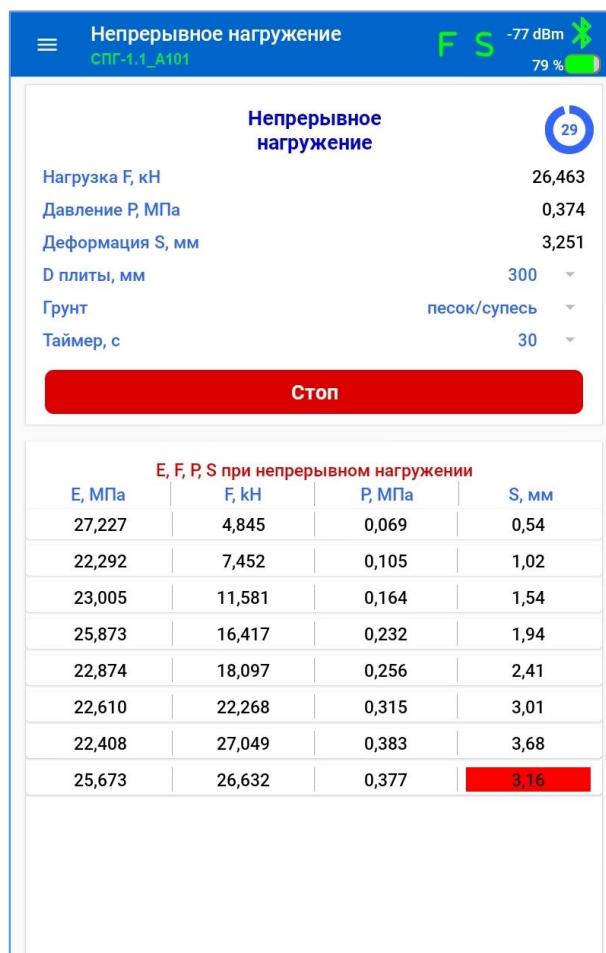 Непрерывное нагружение
СПГ-1.1_A101
F S
-77 dBm
79 %
Непрерывное
нагружение
29
Нагрузка F, кН 26,463
Давление P, МПа 0,374
Деформация S, мм 3,251
D плиты, мм 300
Грунт песок/супесь
Таймер, с 30
Стоп
E, F, P, S при непрерывном нагружении
E, МПа F, kH P, МПа S, мм
27,227 4,845 0,069 0,54
22,292 7,452 0,105 1,02
23,005 11,581 0,164 1,54
25,873 16,417 0,232 1,94
22,874 18,097 0,256 2,41
22,610 22,268 0,315 3,01
22,408 27,049 0,383 3,68
25,673 26,632 0,377 3,16